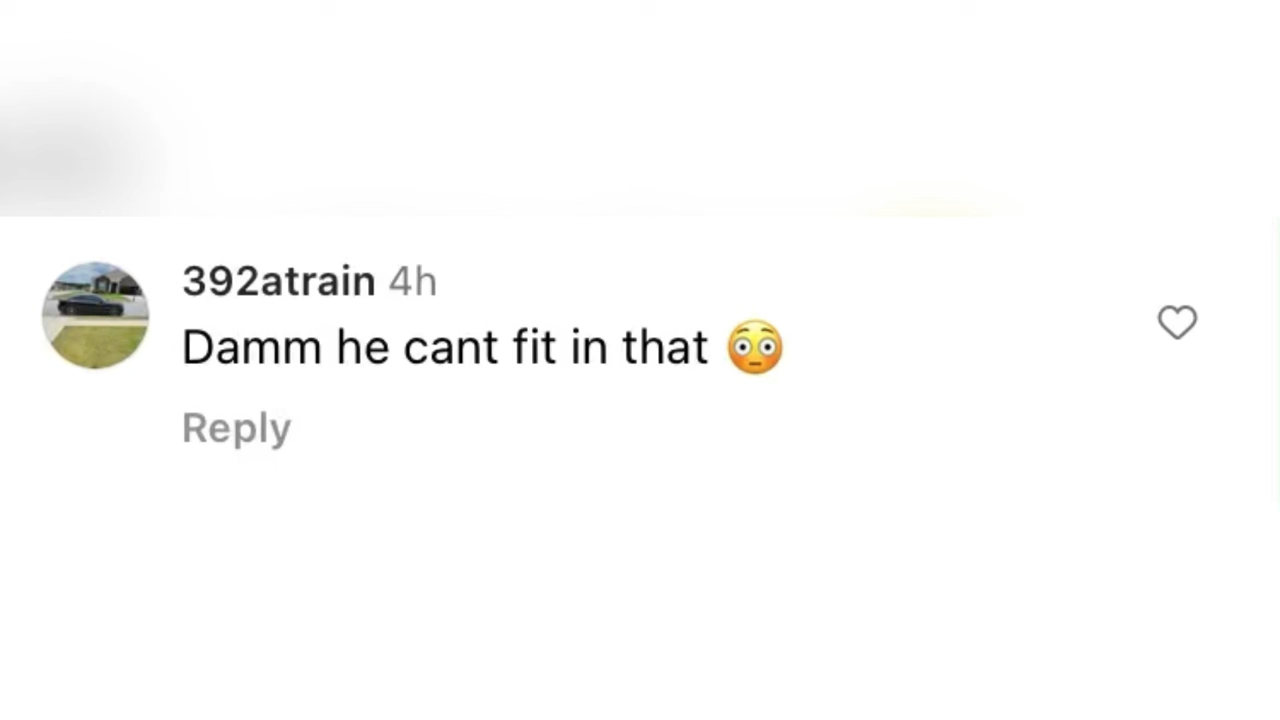 392atrain 4h
Damm he cant fit in that 😳
Reply